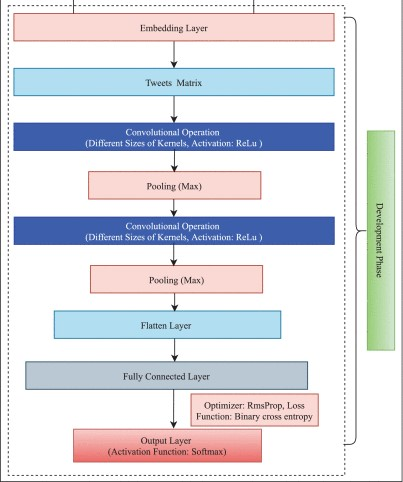 Embedding Layer
Tweets Matrix
Convolutional Operation
(Different Sizes of Kernels, Activation: ReLu )
Pooling (Max)
Convolutional Operation
(Different Sizes of Kernels, Activation: ReLu )
Pooling (Max)
Flatten Layer
Fully Connected Layer
Optimizer: RmsProp, Loss
Function: Binary cross entropy
Output Layer
(Activation Function: Softmax)
Development Phase